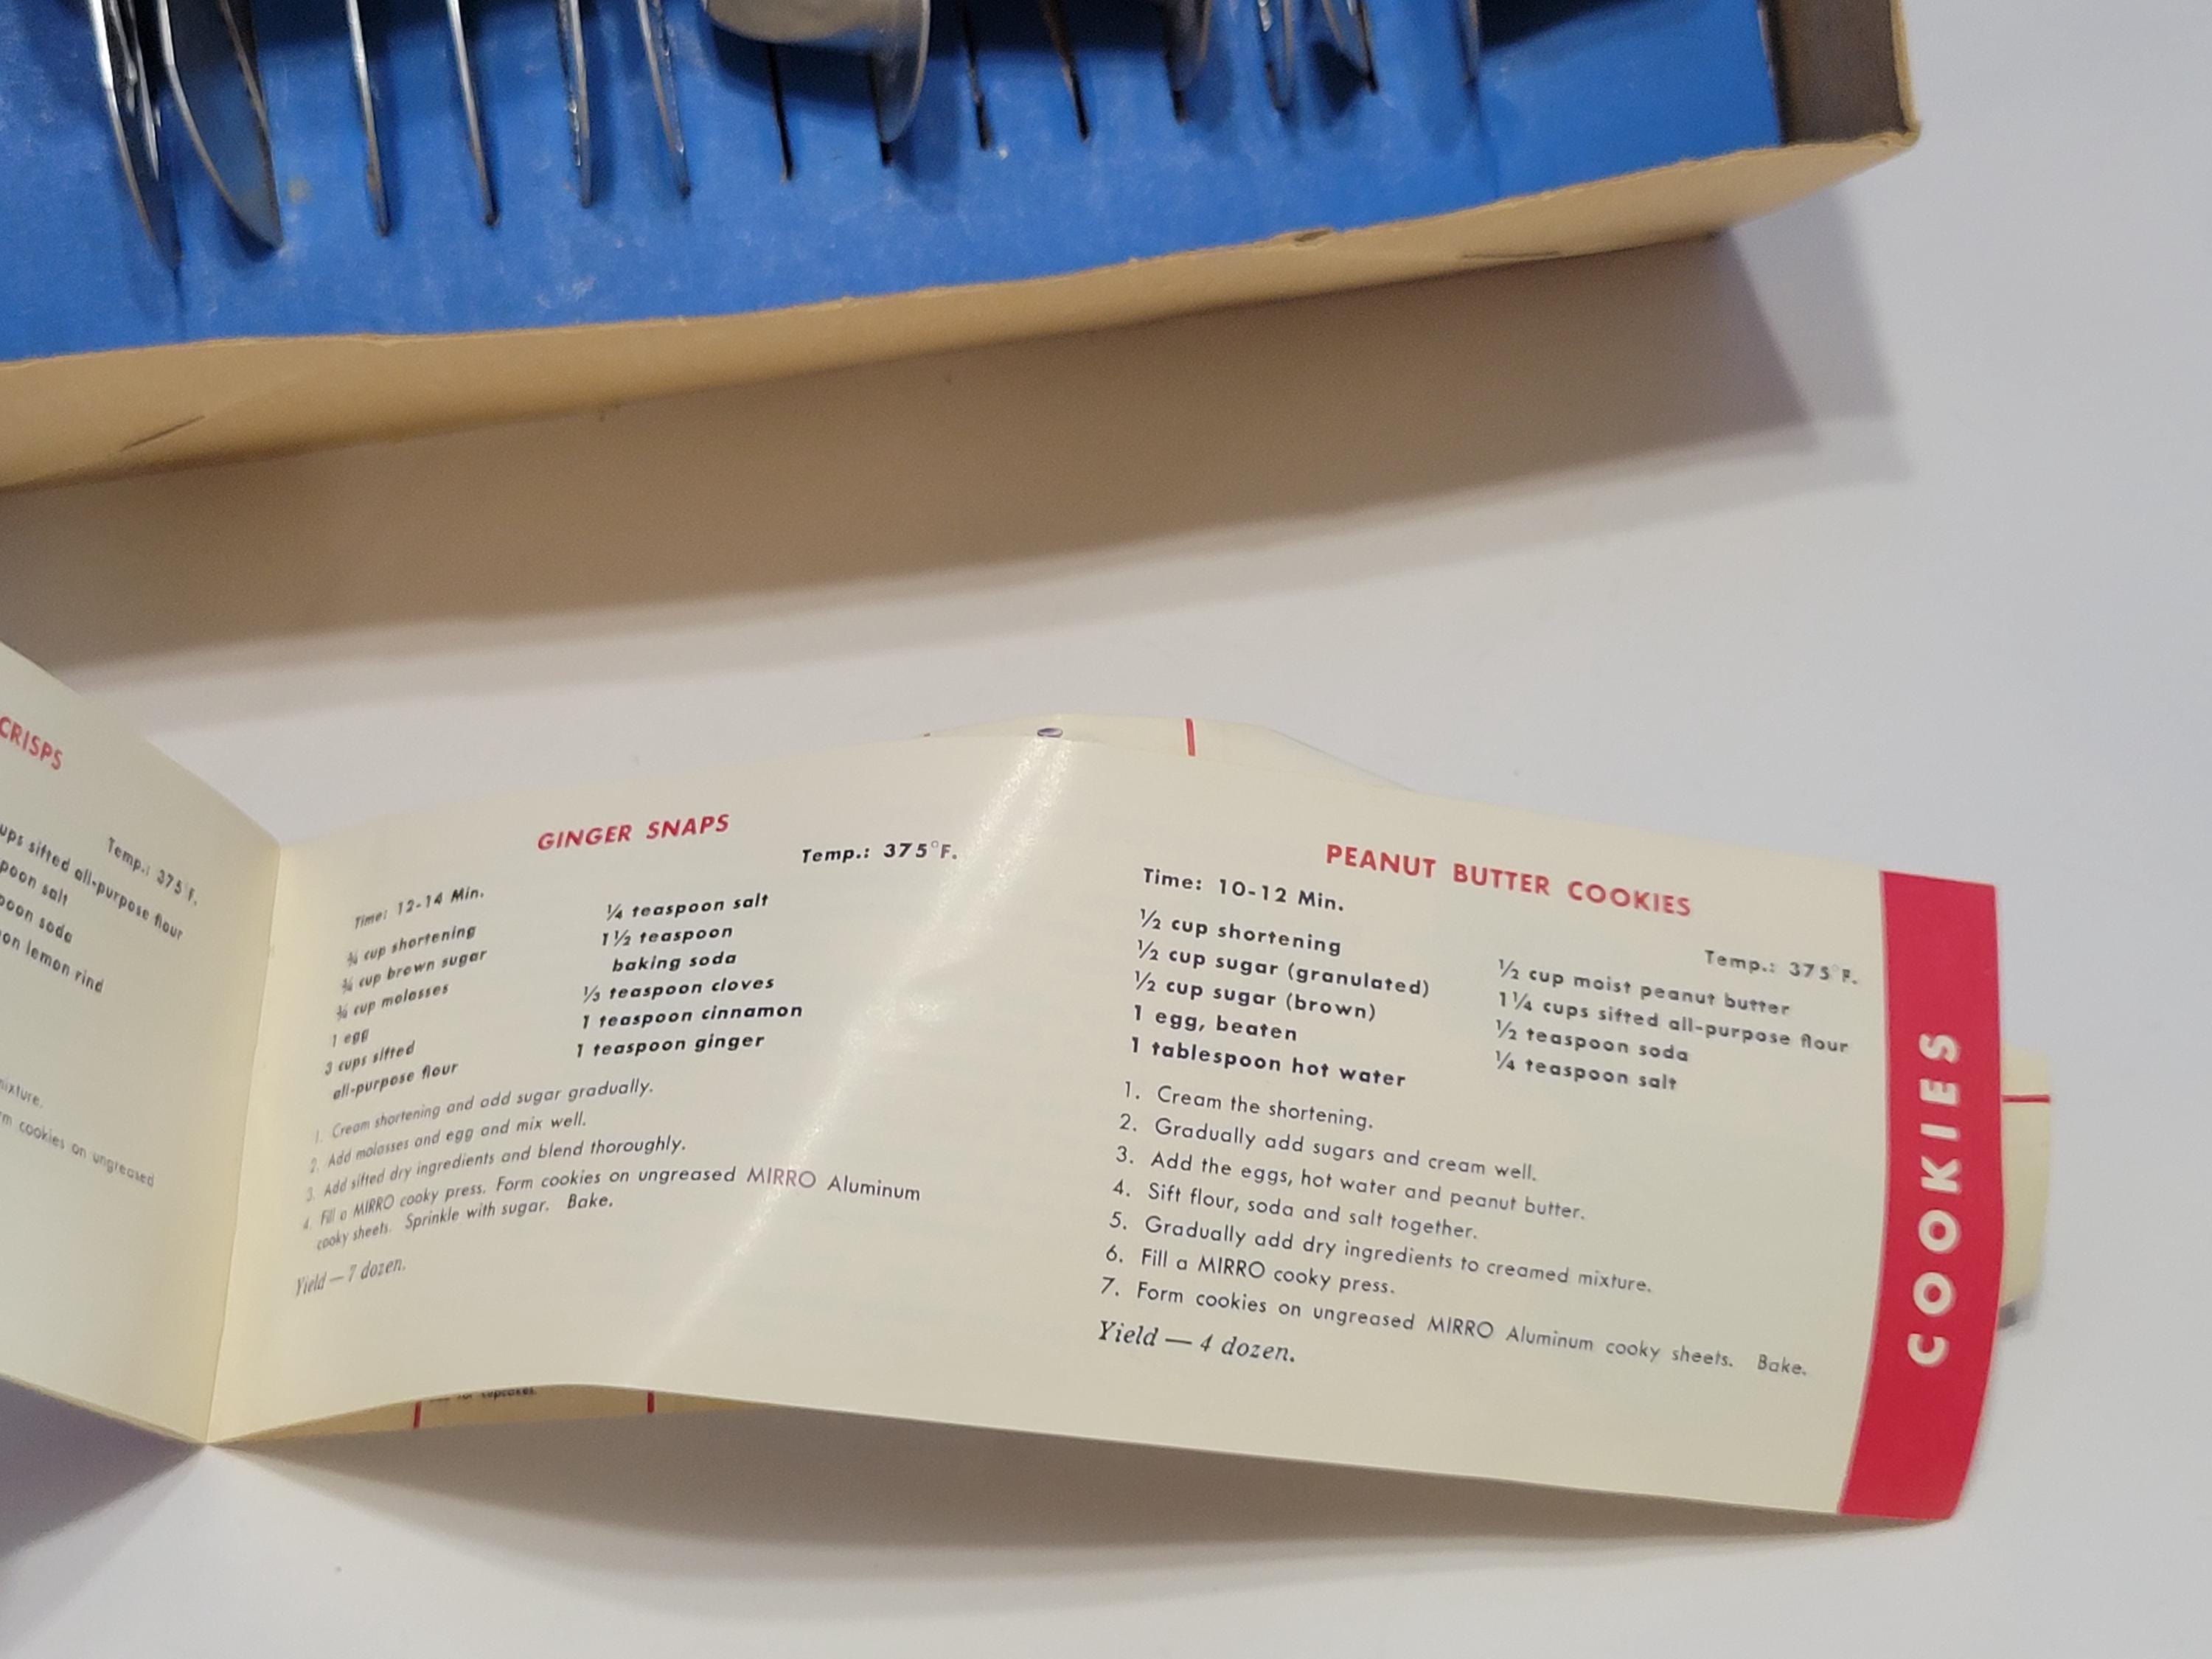 CRISPS
Temp.: 375°F.
ups sifted all-purpose flour
poon salt
poon soda
on lemon rind
mixture.
rm cookies on ungreased
GINGER SNAPS
Temp.: 375°F.
Time: 12-14 Min.
¾ cup shortening
¾ cup brown sugar
¾ cup molasses
1 egg
3 cups sifted
all-purpose flour
¼ teaspoon salt
1½ teaspoon
baking soda
⅓ teaspoon cloves
1 teaspoon cinnamon
1 teaspoon ginger
1. Cream shortening and add sugar gradually.
2. Add molasses and egg and mix well.
3. Add sifted dry ingredients and blend thoroughly.
4. Fill a MIRRO cooky press. Form cookies on ungreased MIRRO Aluminum
cooky sheets. Sprinkle with sugar. Bake.
Yield — 7 dozen.
for cupcakes.
PEANUT BUTTER COOKIES
Time: 10-12 Min.
Temp.: 375°F.
½ cup shortening
½ cup sugar (granulated)
½ cup sugar (brown)
1 egg, beaten
1 tablespoon hot water
½ cup moist peanut butter
1¼ cups sifted all-purpose flour
½ teaspoon soda
¼ teaspoon salt
1. Cream the shortening.
2. Gradually add sugars and cream well.
3. Add the eggs, hot water and peanut butter.
4. Sift flour, soda and salt together.
5. Gradually add dry ingredients to creamed mixture.
6. Fill a MIRRO cooky press.
7. Form cookies on ungreased MIRRO Aluminum cooky sheets. Bake.
Yield — 4 dozen.
COOKIES